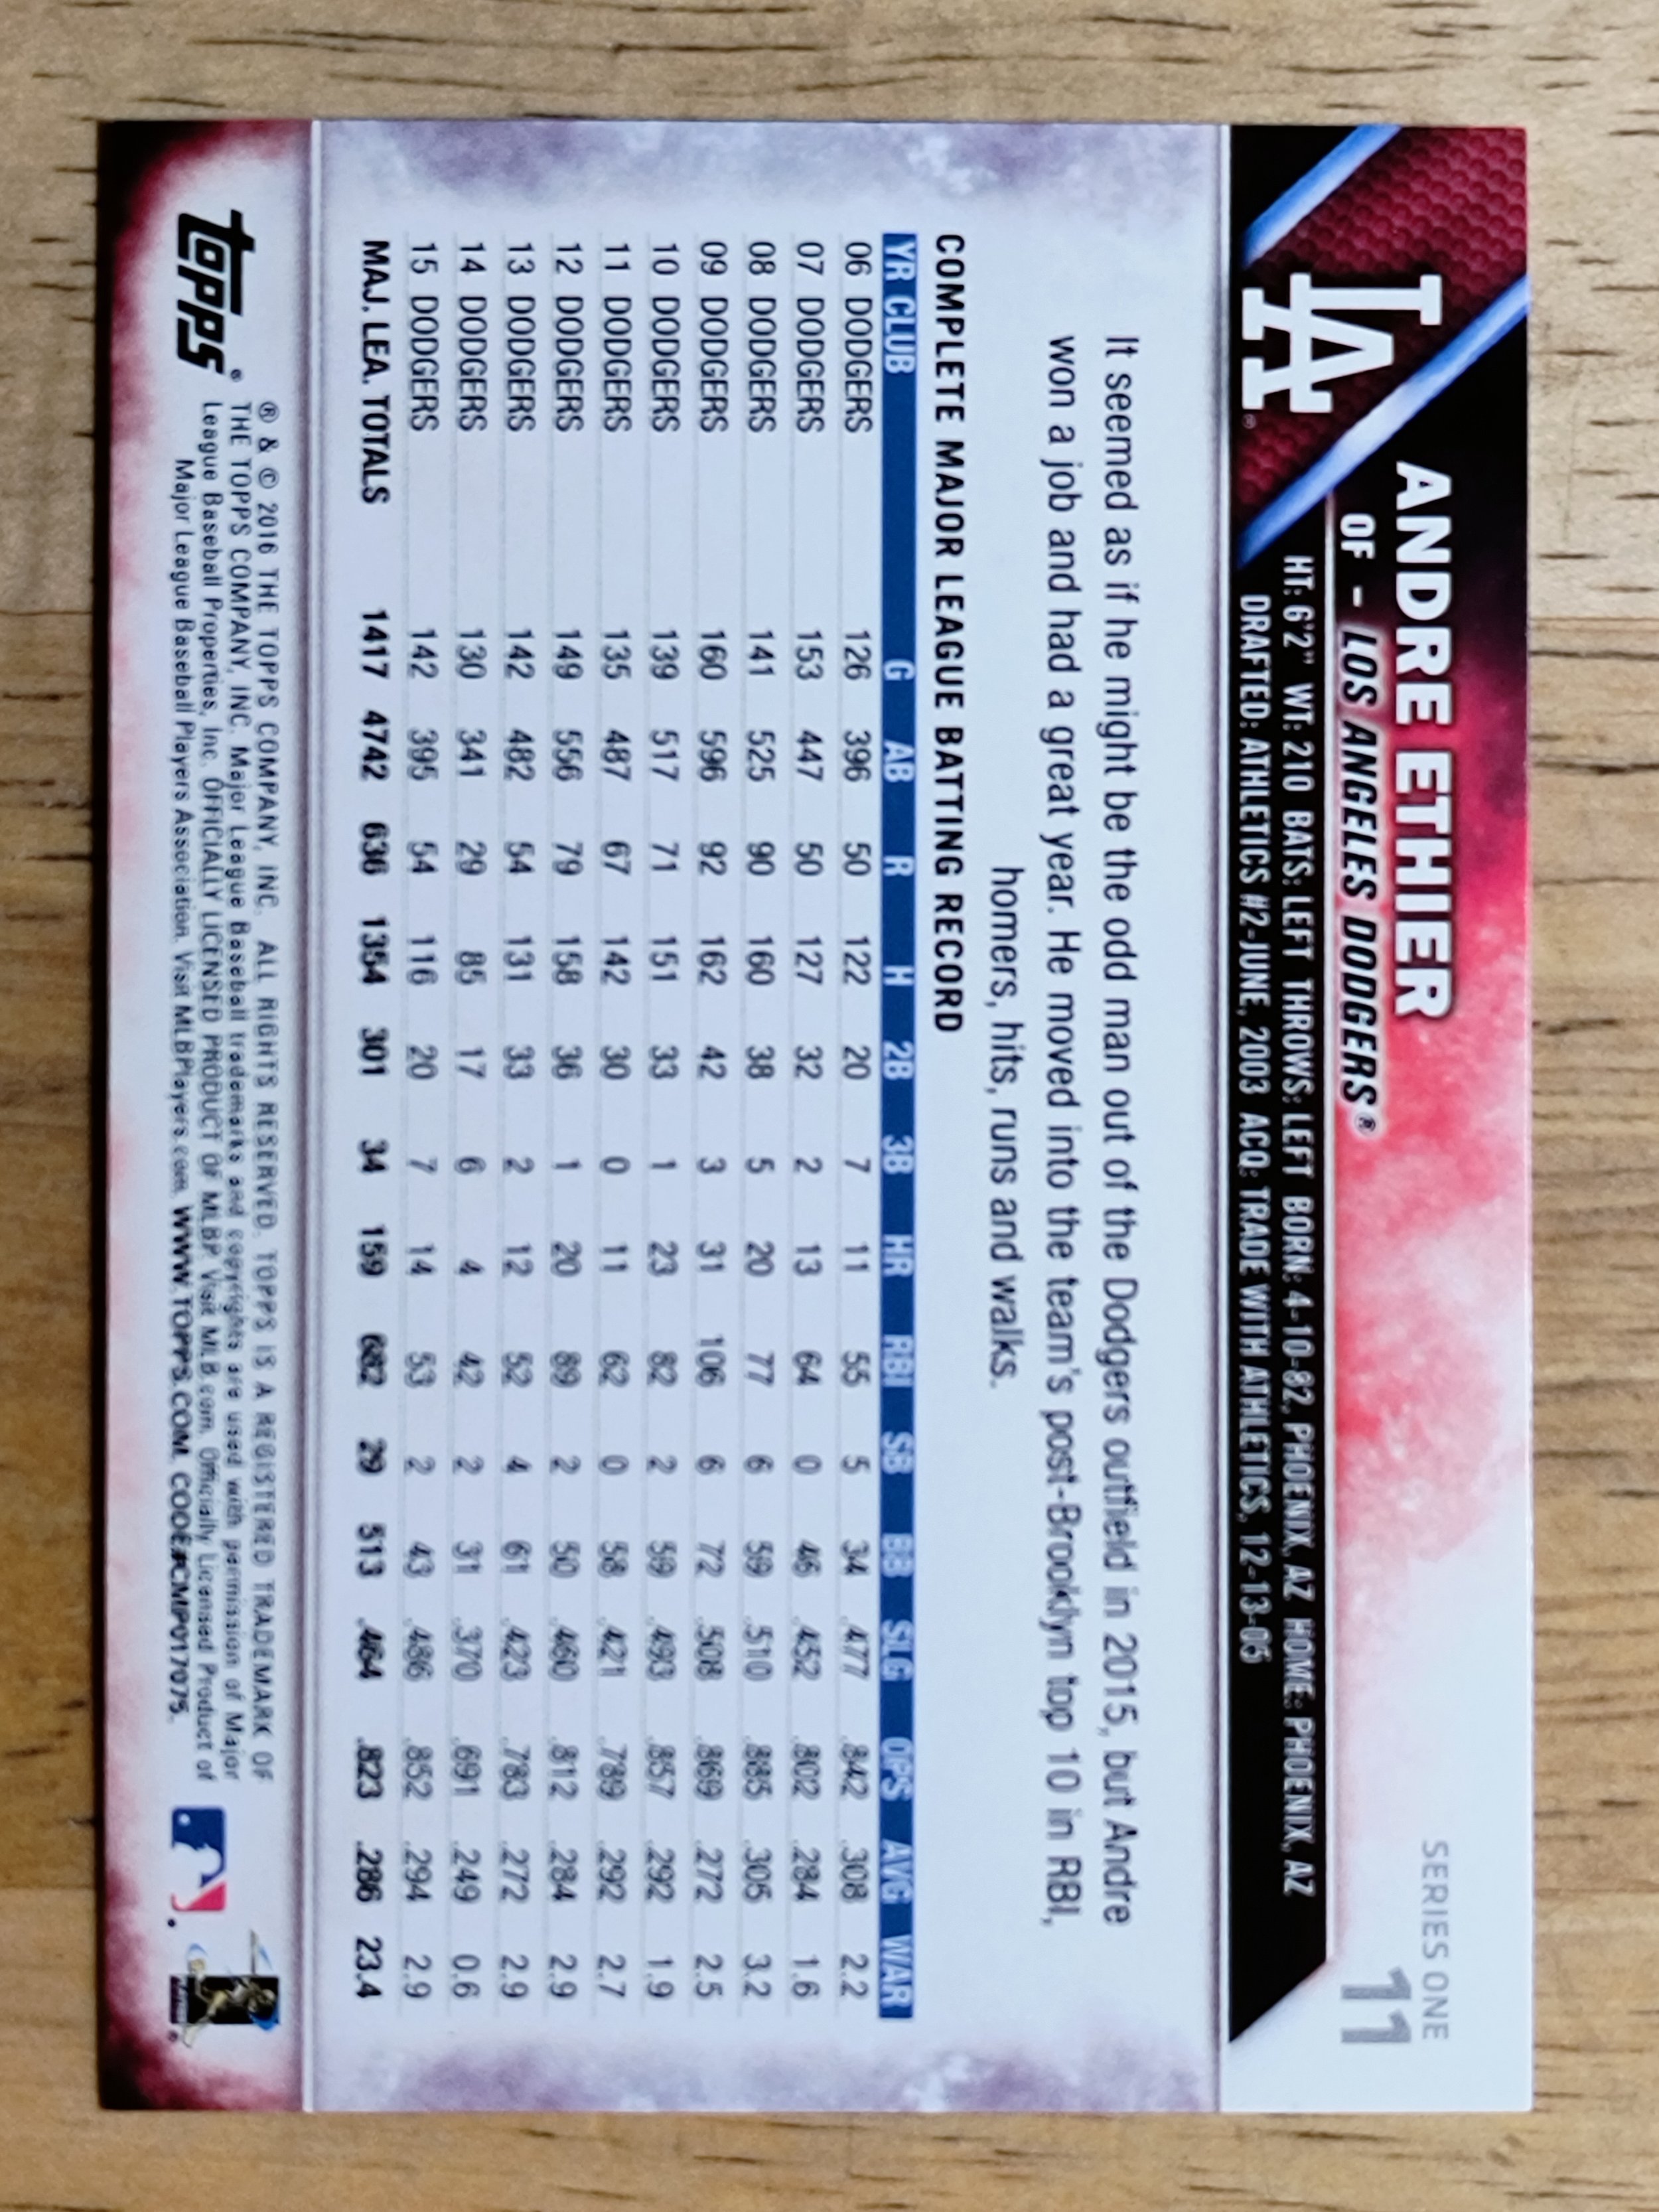 SERIES ONE
11
LA
ANDRE ETHIER
OF - LOS ANGELES DODGERS®
HT: 6'2" WT: 210 BATS: LEFT THROWS: LEFT BORN: 4-10-82, PHOENIX, AZ HOME: PHOENIX, AZ
DRAFTED: ATHLETICS #2-JUNE, 2003 ACQ: TRADE WITH ATHLETICS, 12-13-05
It seemed as if he might be the odd man out of the Dodgers outfield in 2015, but Andre
won a job and had a great year. He moved into the team's post-Brooklyn top 10 in RBI,
homers, hits, runs and walks.
COMPLETE MAJOR LEAGUE BATTING RECORD
YR CLUB G AB R H 2B 3B HR RBI SB BB SLG OPS AVG WAR
06 DODGERS 126 396 50 122 20 7 11 55 5 34 .477 .842 .308 2.2
07 DODGERS 153 447 50 127 32 2 13 64 0 46 .452 .802 .284 1.6
08 DODGERS 141 525 90 160 38 5 20 77 6 59 .510 .885 .305 3.2
09 DODGERS 160 596 92 162 42 3 31 106 6 72 .508 .869 .272 2.5
10 DODGERS 139 517 71 151 33 1 23 82 2 59 .493 .857 .292 1.9
11 DODGERS 135 487 67 142 30 0 11 62 0 58 .421 .789 .292 2.7
12 DODGERS 149 556 79 158 36 1 20 89 2 50 .460 .812 .284 2.9
13 DODGERS 142 482 54 131 33 2 12 52 4 61 .423 .783 .272 2.9
14 DODGERS 130 341 29 85 17 6 4 42 2 31 .370 .691 .249 0.6
15 DODGERS 142 395 54 116 20 7 14 53 2 43 .486 .852 .294 2.9
MAJ. LEA. TOTALS 1417 4742 636 1354 301 34 159 682 29 513 .464 .823 .286 23.4
topps®
® & © 2016 THE TOPPS COMPANY, INC. ALL RIGHTS RESERVED. TOPPS IS A REGISTERED TRADEMARK OF
THE TOPPS COMPANY, INC. Major League Baseball trademarks and copyrights are used with permission of Major
League Baseball Properties, Inc. OFFICIALLY LICENSED PRODUCT OF MLBP Visit MLB.com. Officially Licensed Product of
Major League Baseball Players Association. Visit MLBPlayers.com. WWW.TOPPS.COM. CODE#CMP017075.